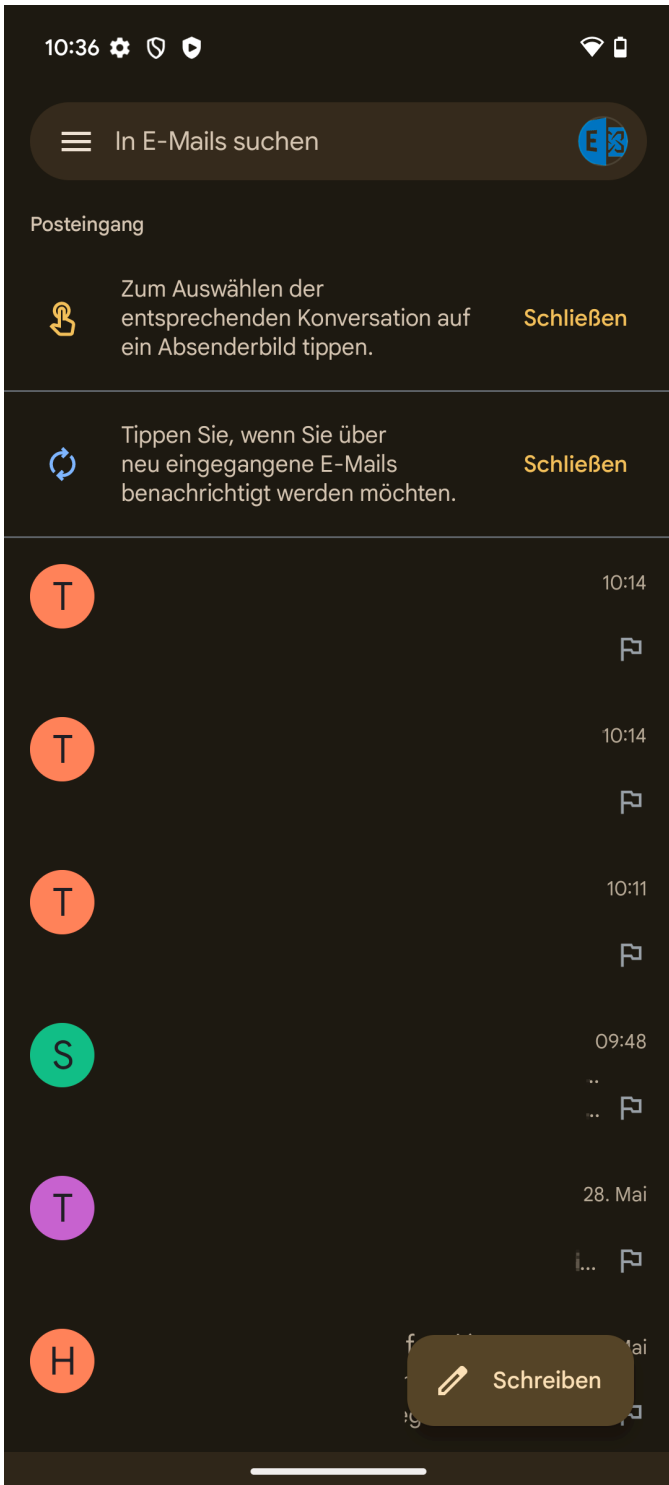 10:36
In E-Mails suchen
E
Posteingang
Zum Auswählen der
entsprechenden Konversation auf
ein Absenderbild tippen.
Schließen
Tippen Sie, wenn Sie über
neu eingegangene E-Mails
benachrichtigt werden möchten.
Schließen
T
10:14
T
10:14
T
10:11
S
09:48
..
..
T
28. Mai
i...
H
Schreiben